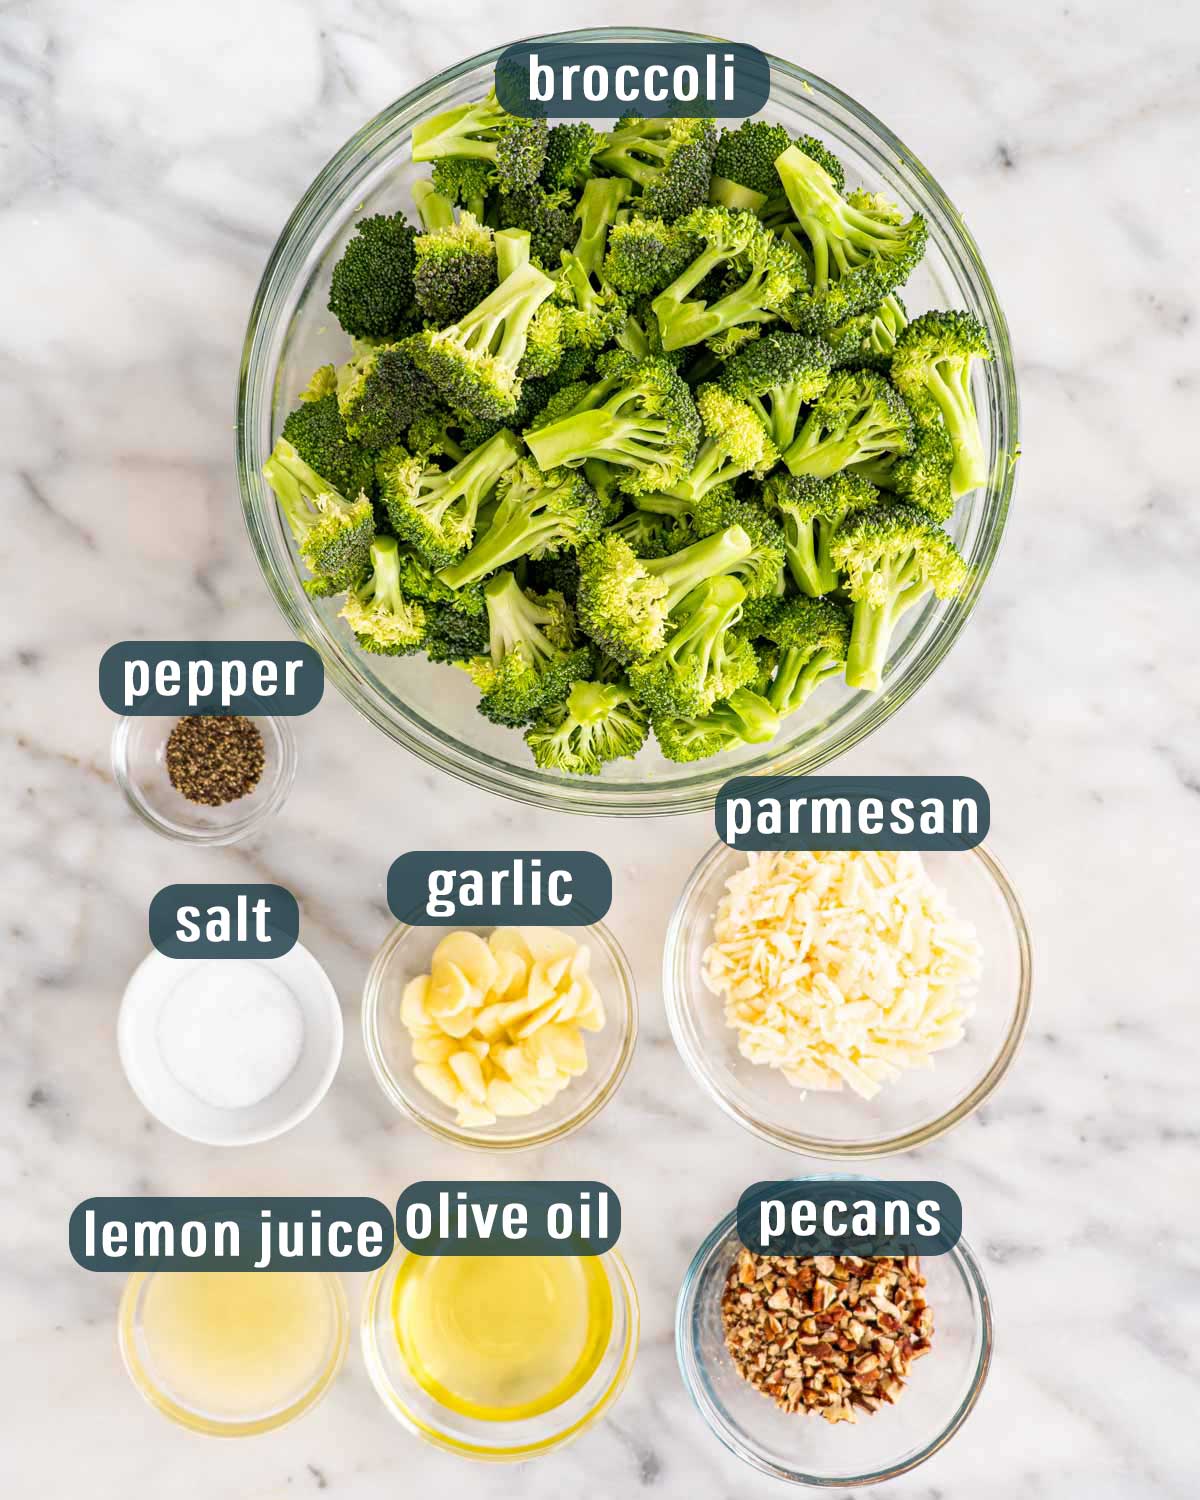 broccoli
pepper
parmesan
garlic
salt
lemon juice
olive oil
pecans